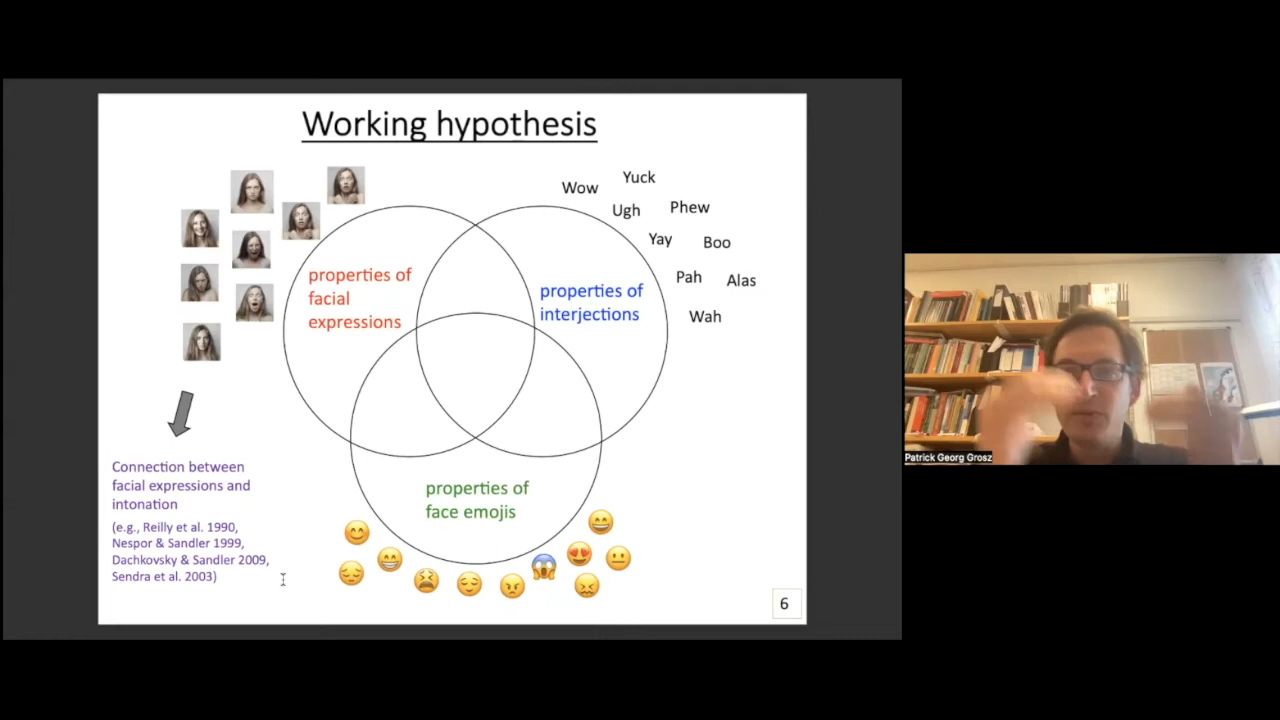 Working hypothesis
Wow
Yuck
Ugh
Phew
Yay
Boo
Pah
Alas
Wah
properties of
facial
expressions
properties of
interjections
properties of
face emojis
Connection between
facial expressions and
intonation
(e.g., Reilly et al. 1990,
Nespor & Sandler 1999,
Dachkovsky & Sandler 2009,
Sendra et al. 2003)
6
Patrick Georg Grosz